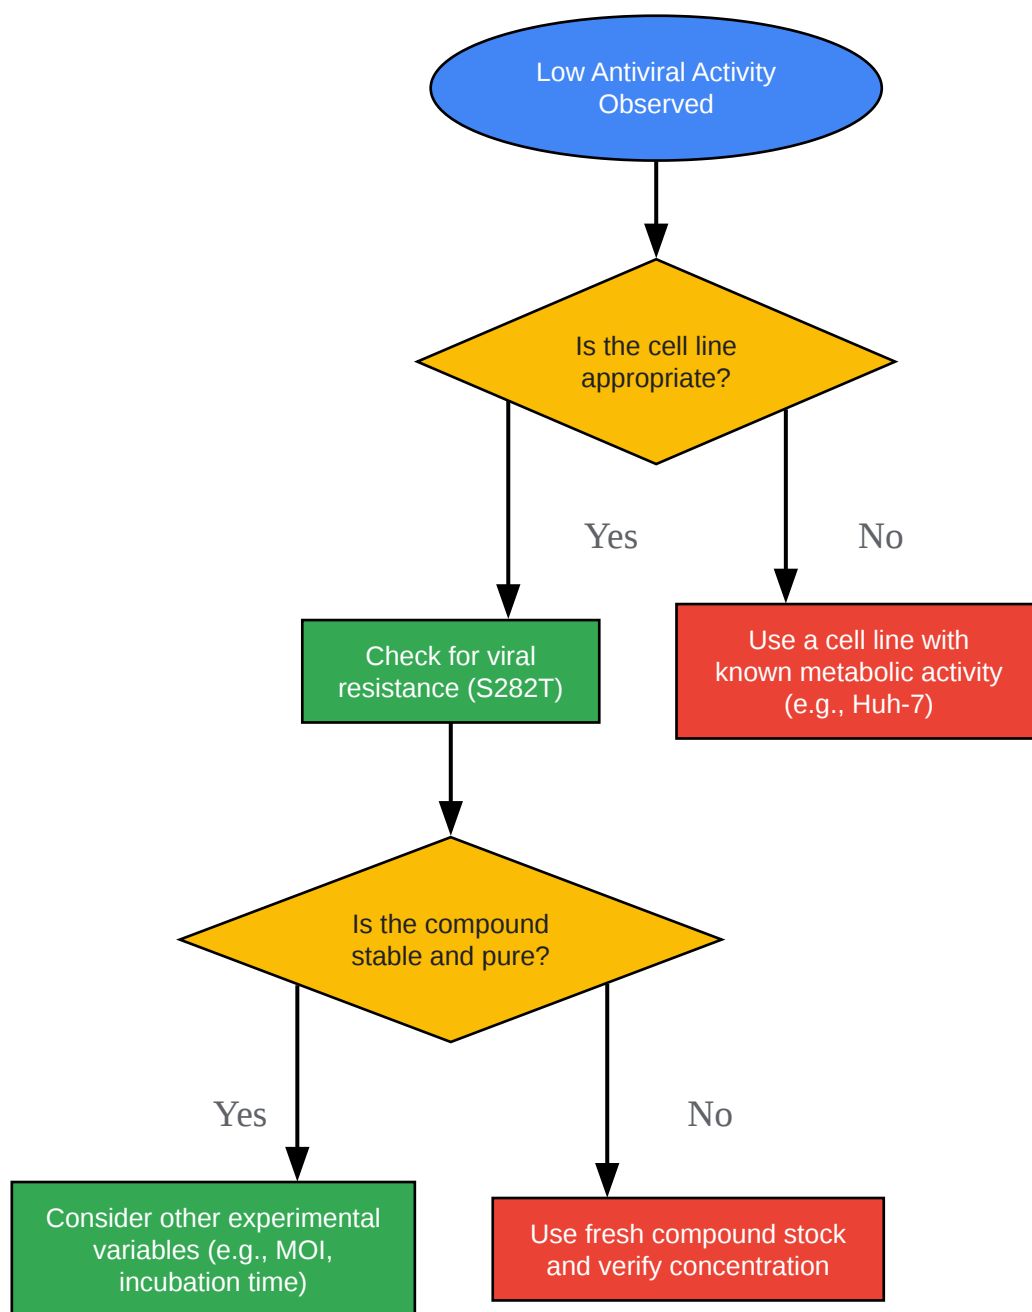 Low Antiviral Activity
Observed
Is the cell line
appropriate?
Yes
No
Check for viral
resistance (S282T)
Use a cell line with
known metabolic activity
(e.g., Huh-7)
Is the compound
stable and pure?
Yes
No
Consider other experimental
variables (e.g., MOI,
incubation time)
Use fresh compound stock
and verify concentration